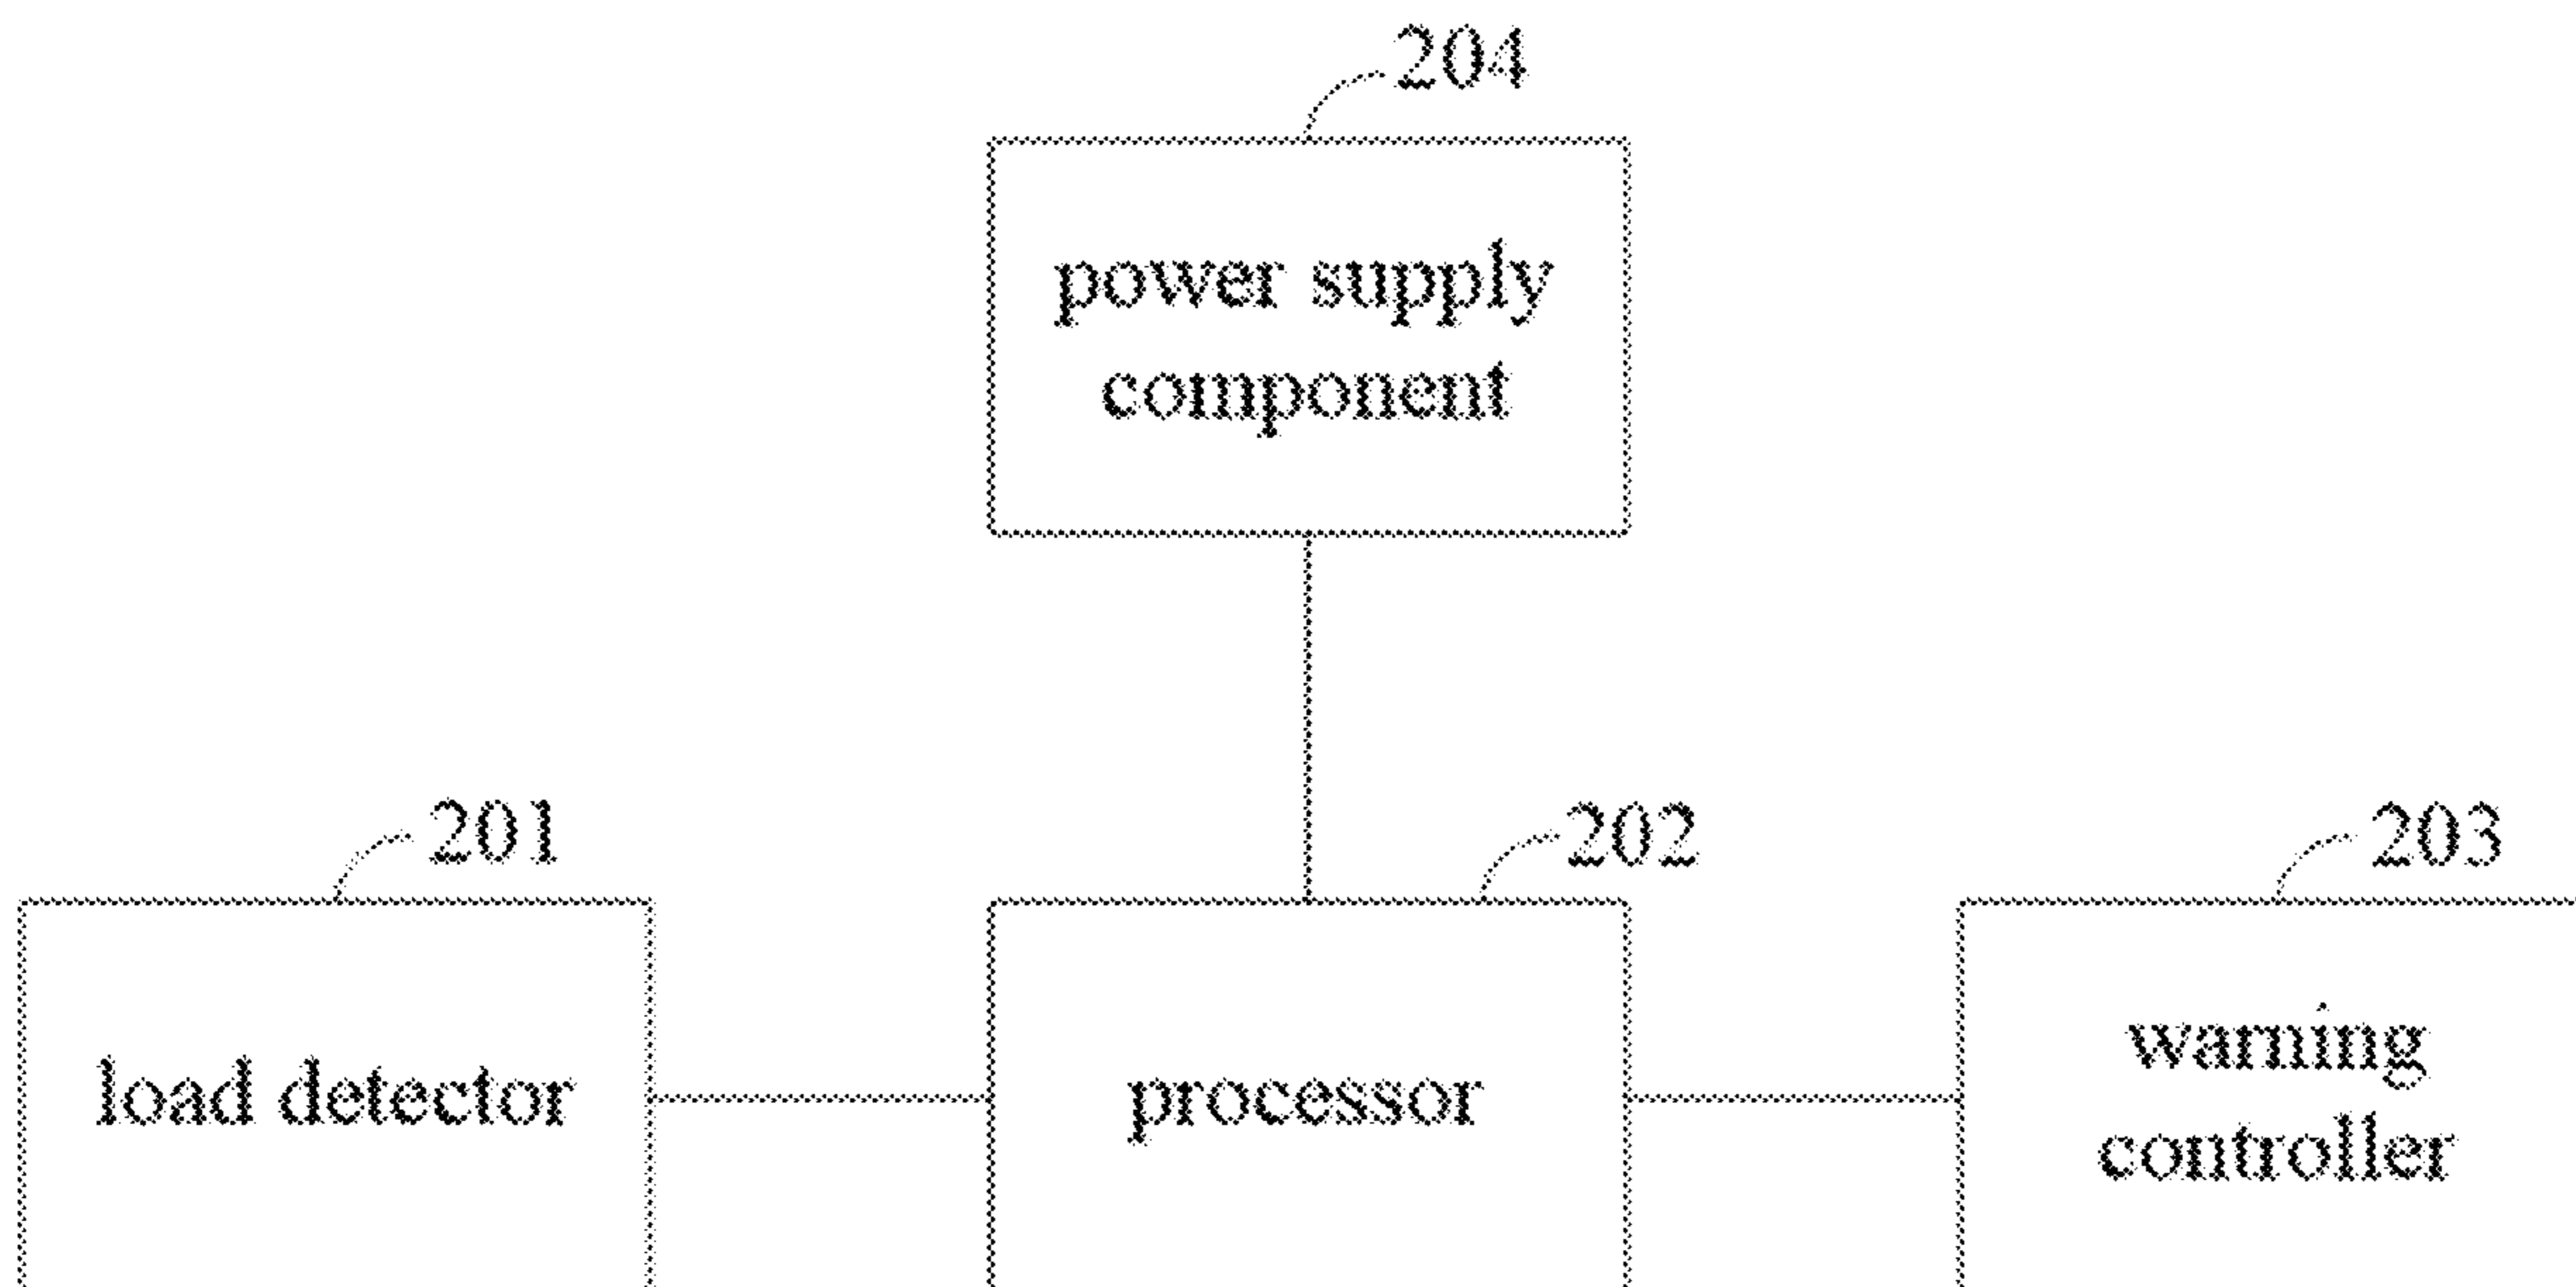 204
power supply
component
201
202
203
load detector
processor
warning
controller